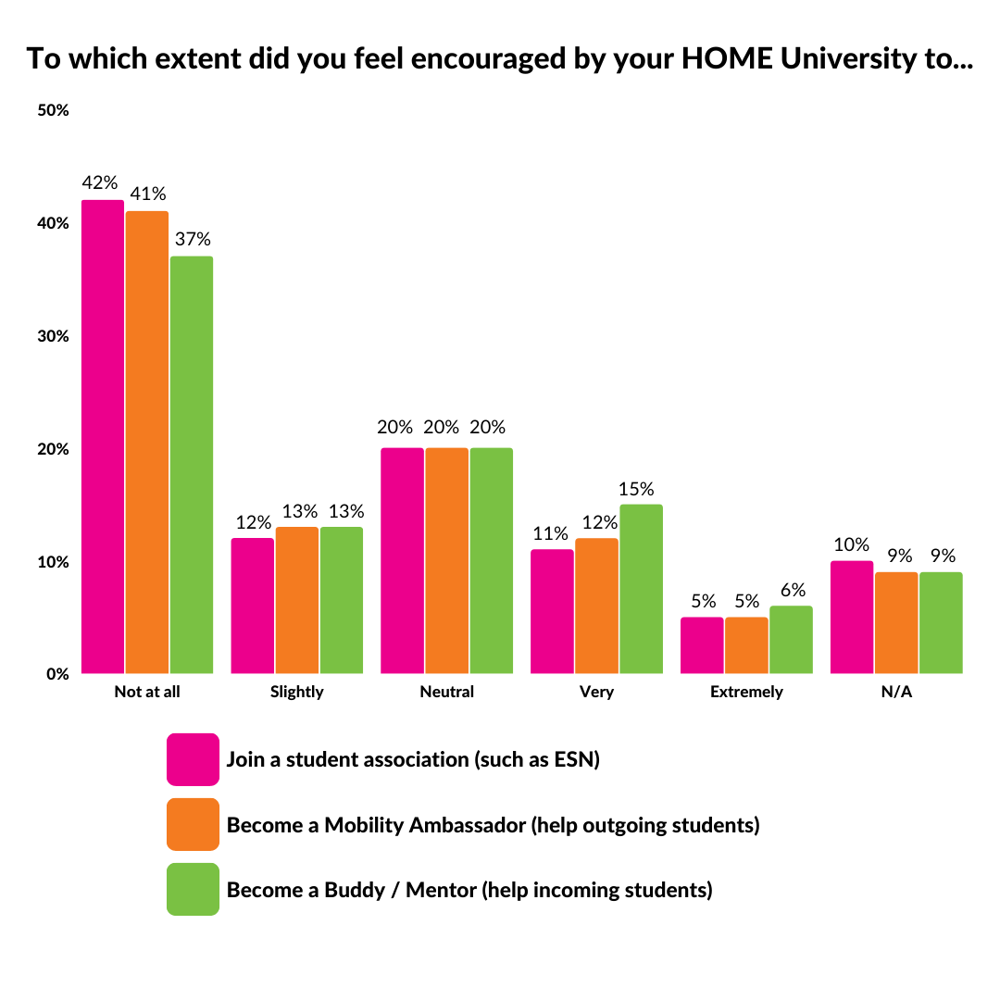 To which extent did you feel encouraged by your HOME University to...
50%
40%
30%
20%
10%
0%
42%
41%
37%
12%
13%
13%
20%
20%
20%
11%
12%
15%
5%
5%
6%
10%
9%
9%
Not at all
Slightly
Neutral
Very
Extremely
N/A
Join a student association (such as ESN)
Become a Mobility Ambassador (help outgoing students)
Become a Buddy / Mentor (help incoming students)